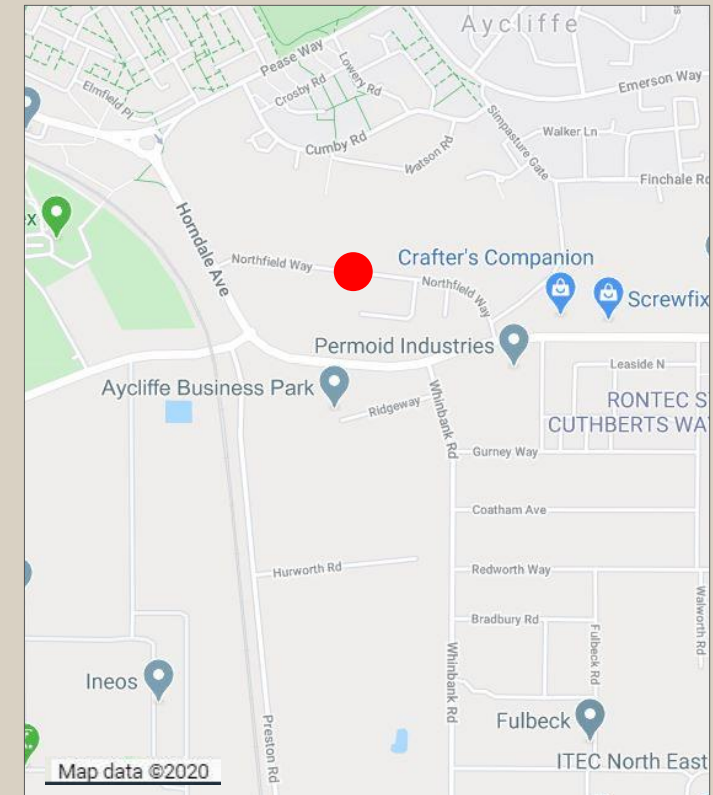 Aycliffe
Pease Way
Lowery Rd
Crosby Rd
Elmfield Pl
Emerson Way
Simpasture Gate
Walker Ln
Cumby Rd
Watson Rd
Finchale Rd
ex
Horndale Ave
Northfield Way
Crafter's Companion
Northfield Way
Screwfix
Permoid Industries
Leaside N
Aycliffe Business Park
Ridgeway
Whinbank Rd
RONTEC S
CUTHBERTS WA
Gurney Way
Coatham Ave
Hurworth Rd
Redworth Way
Walworth Rd
Bradbury Rd
Fulbeck Rd
Whinbank Rd
Ineos
Fulbeck
Preston Rd
ITEC North East
Map data ©2020